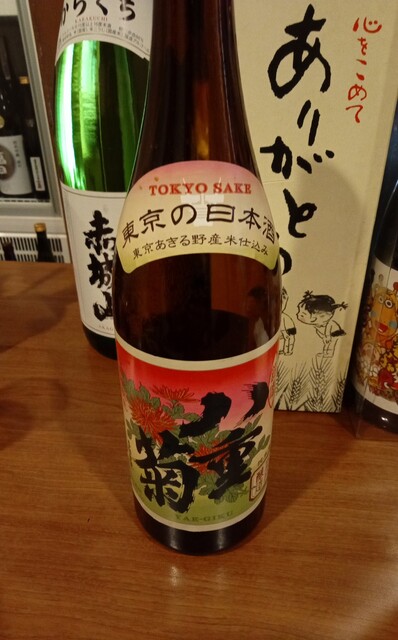 からくち
赤城山
心をこめて
ありがとう
TOKYO SAKE
東京の日本酒
東京あきる野産米仕込み
八重菊
YAE-GIKU